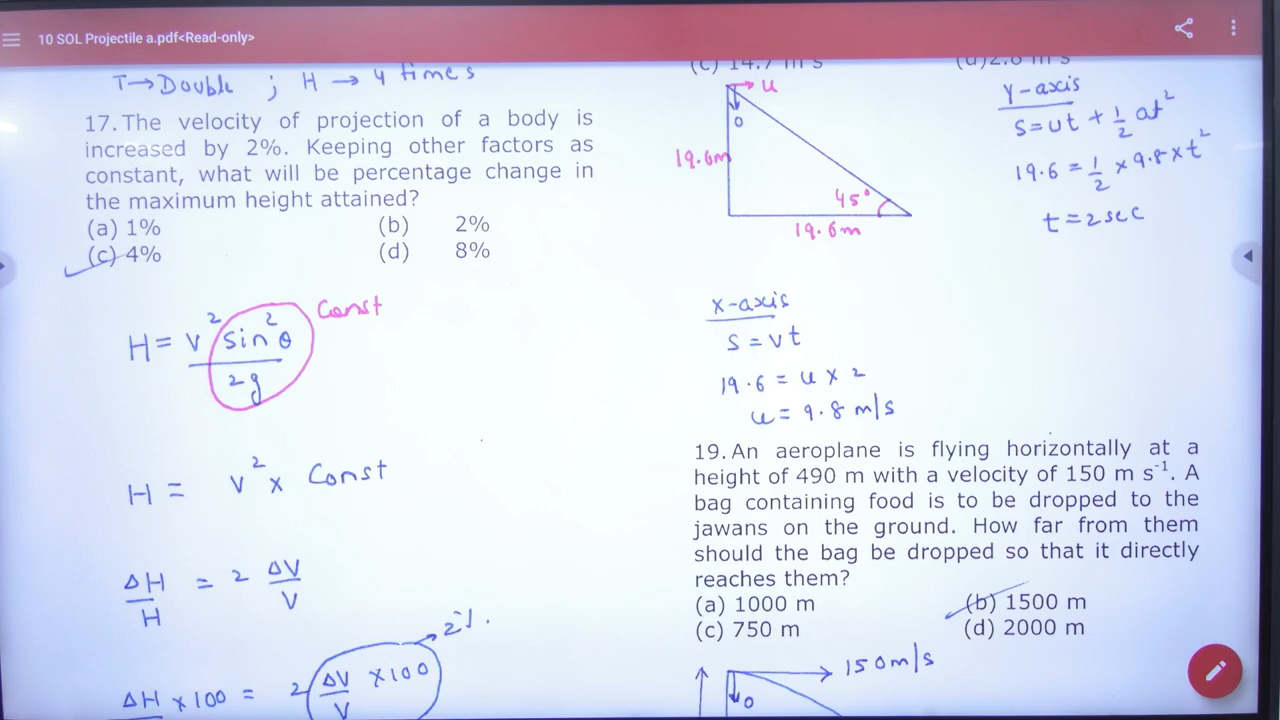 10 SOL Projectile a.pdf<Read-only>
T→Double ; H → 4 times
17. The velocity of projection of a body is
increased by 2%. Keeping other factors as
constant, what will be percentage change in
the maximum height attained?
(a) 1% (b) 2%
(c) 4% (d) 8%
H = v² sin²θ / 2g const
H = v² x const
ΔH/H = 2 ΔV/V
ΔH/ x100 = 2 ΔV/V x100 → 2%.
(c) 14.7 m s
u
0
19.6m
45°
19.6m
Y-axis
s=ut + 1/2 at²
19.6 = 1/2 x 9.8 x t²
t = 2 sec
x-axis
s = vt
19.6 = u x 2
u = 9.8 m/s
19. An aeroplane is flying horizontally at a
height of 490 m with a velocity of 150 m s⁻¹. A
bag containing food is to be dropped to the
jawans on the ground. How far from them
should the bag be dropped so that it directly
reaches them?
(a) 1000 m (b) 1500 m
(c) 750 m (d) 2000 m
150m/s
0